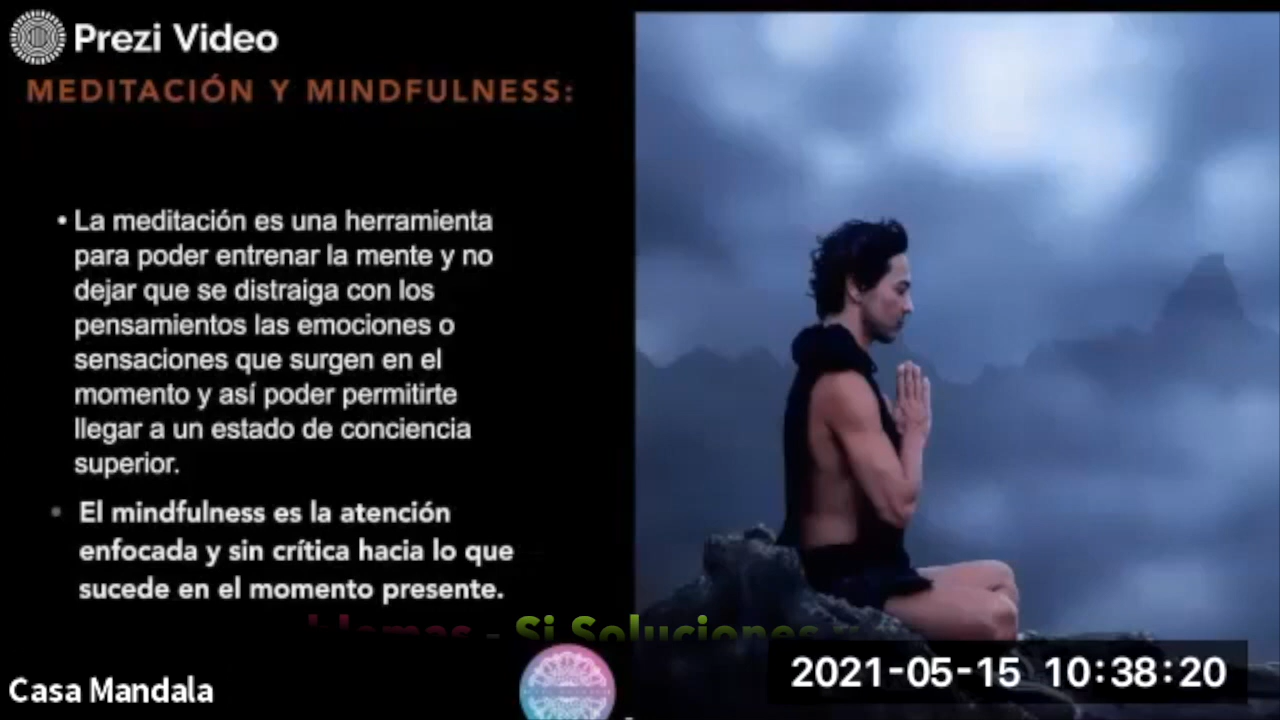 Prezi Video
MEDITACIÓN Y MINDFULNESS:
• La meditación es una herramienta
para poder entrenar la mente y no
dejar que se distraiga con los
pensamientos las emociones o
sensaciones que surgen en el
momento y así poder permitirte
llegar a un estado de conciencia
superior.
• El mindfulness es la atención
enfocada y sin crítica hacia lo que
sucede en el momento presente.
- Si Soluciones
Casa Mandala
2021-05-15 10:38:20